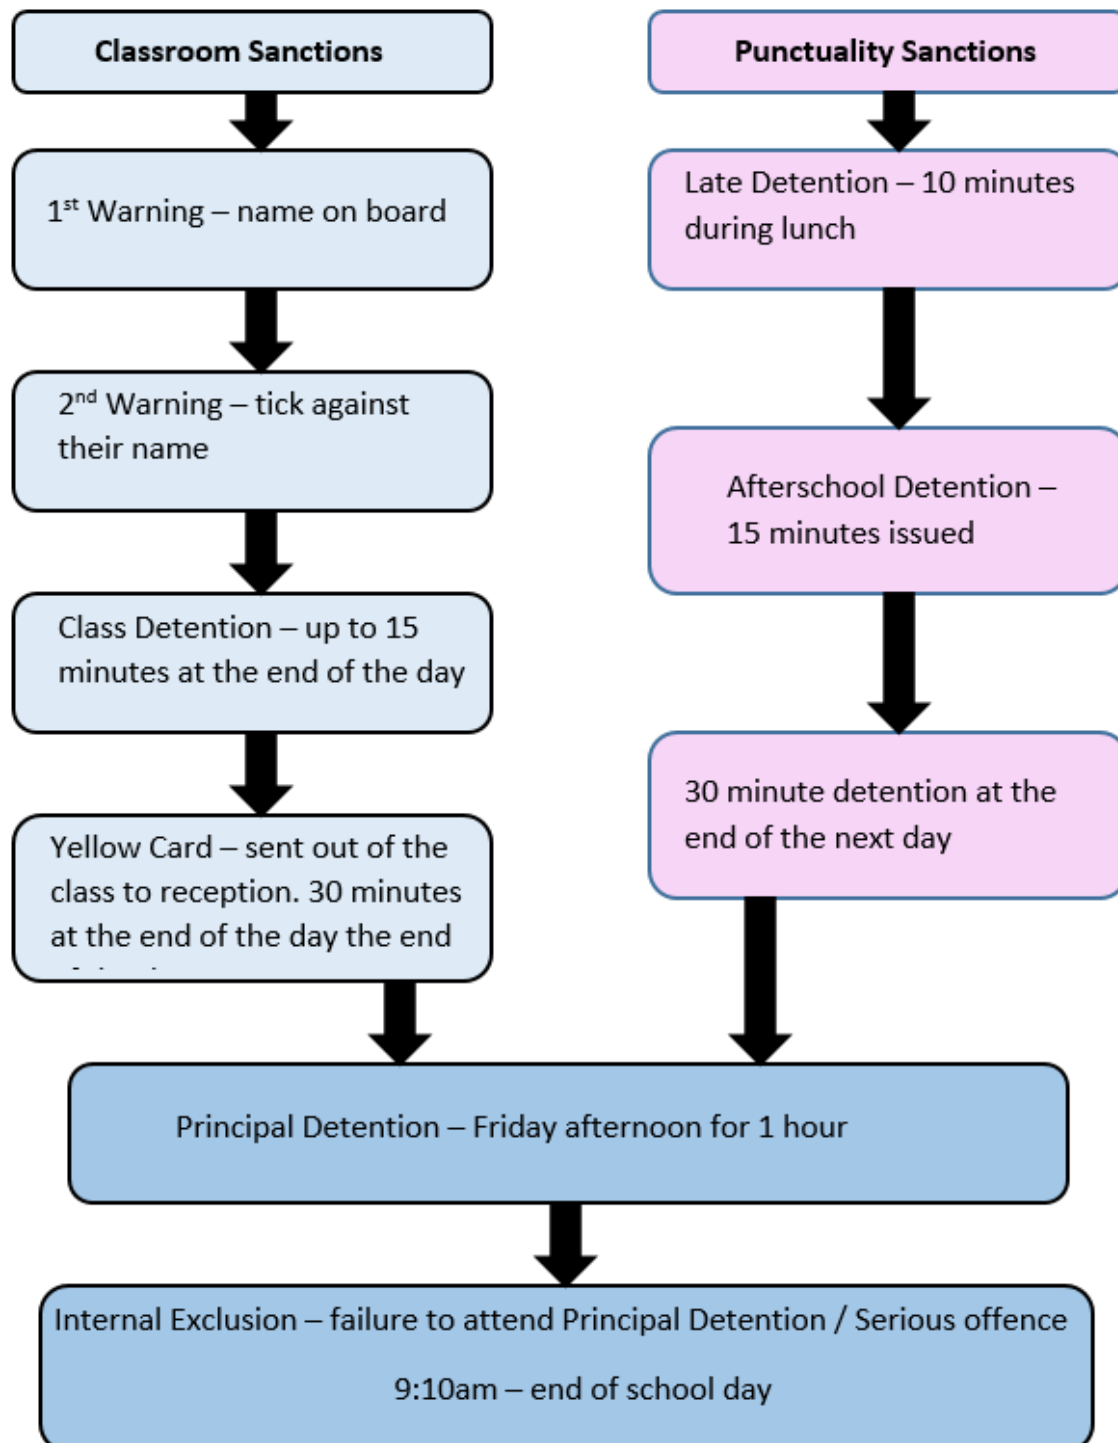 Classroom Sanctions
1st Warning – name on board
2nd Warning – tick against
their name
Class Detention – up to 15
minutes at the end of the day
Yellow Card – sent out of the
class to reception. 30 minutes
at the end of the day the end
Punctuality Sanctions
Late Detention – 10 minutes
during lunch
Afterschool Detention –
15 minutes issued
30 minute detention at the
end of the next day
Principal Detention – Friday afternoon for 1 hour
Internal Exclusion – failure to attend Principal Detention / Serious offence
9:10am – end of school day